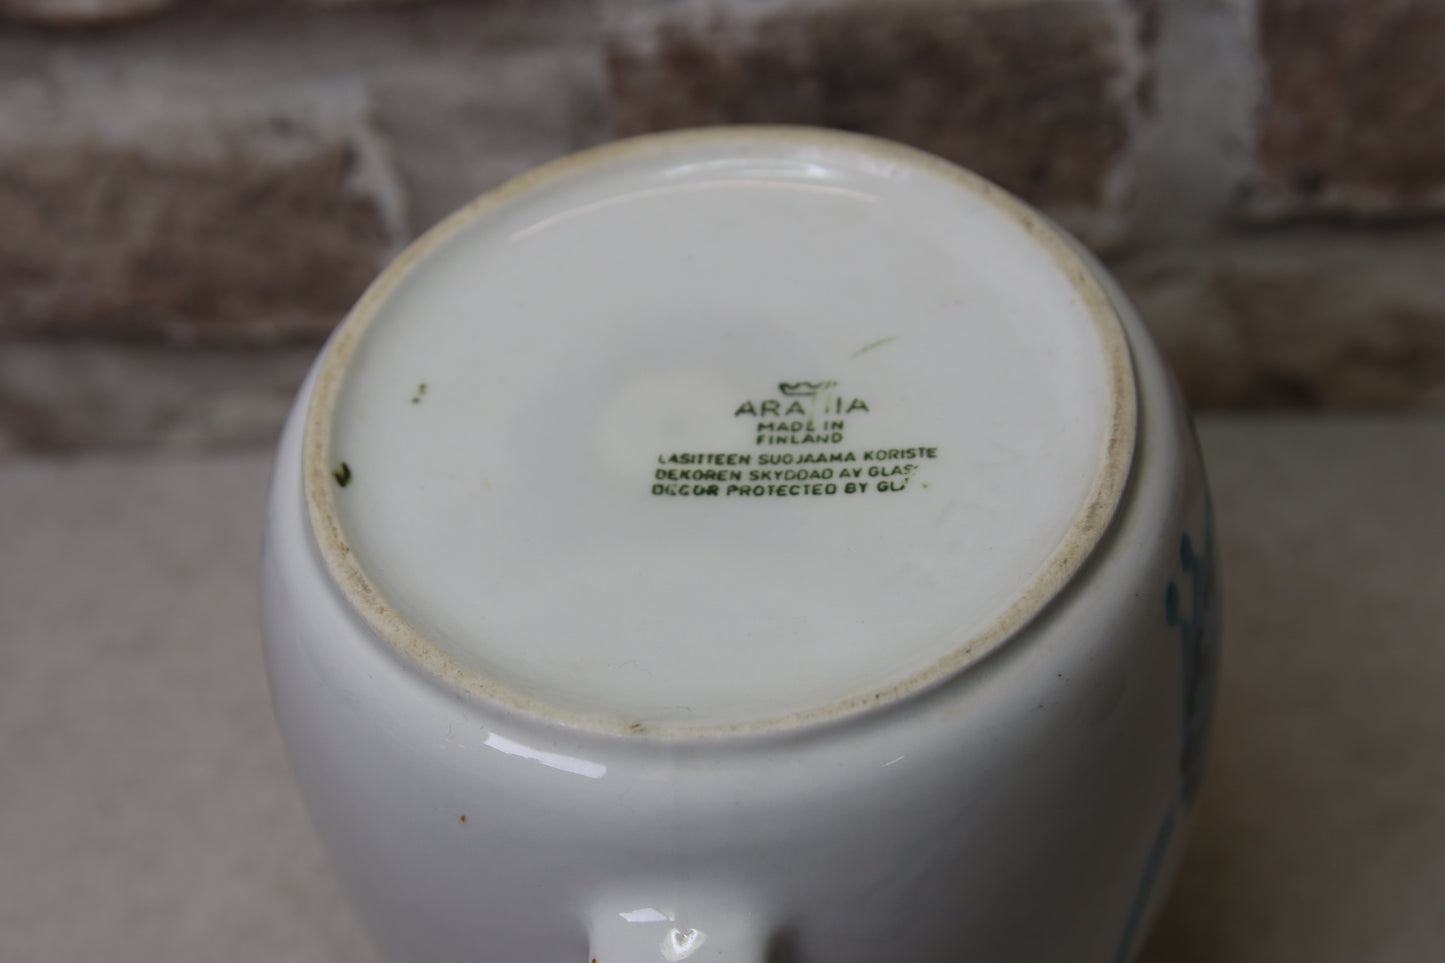 ARABIA
MADE IN
FINLAND
LASITTEEN SUOJAAMA KORISTE
DEKOREN SKYDDAD AV GLAS
DECOR PROTECTED BY